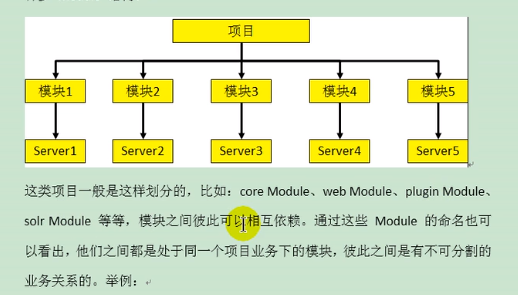 项目
模块1 模块2 模块3 模块4 模块5
Server1 Server2 Server3 Server4 Server5
这类项目一般是这样划分的，比如：core Module、web Module、plugin Module、
solr Module 等等，模块之间彼此可以相互依赖。通过这些 Module 的命名也可
以看出，他们之间都是处于同一个项目业务下的模块，彼此之间是有不可分割的
业务关系的。举例：